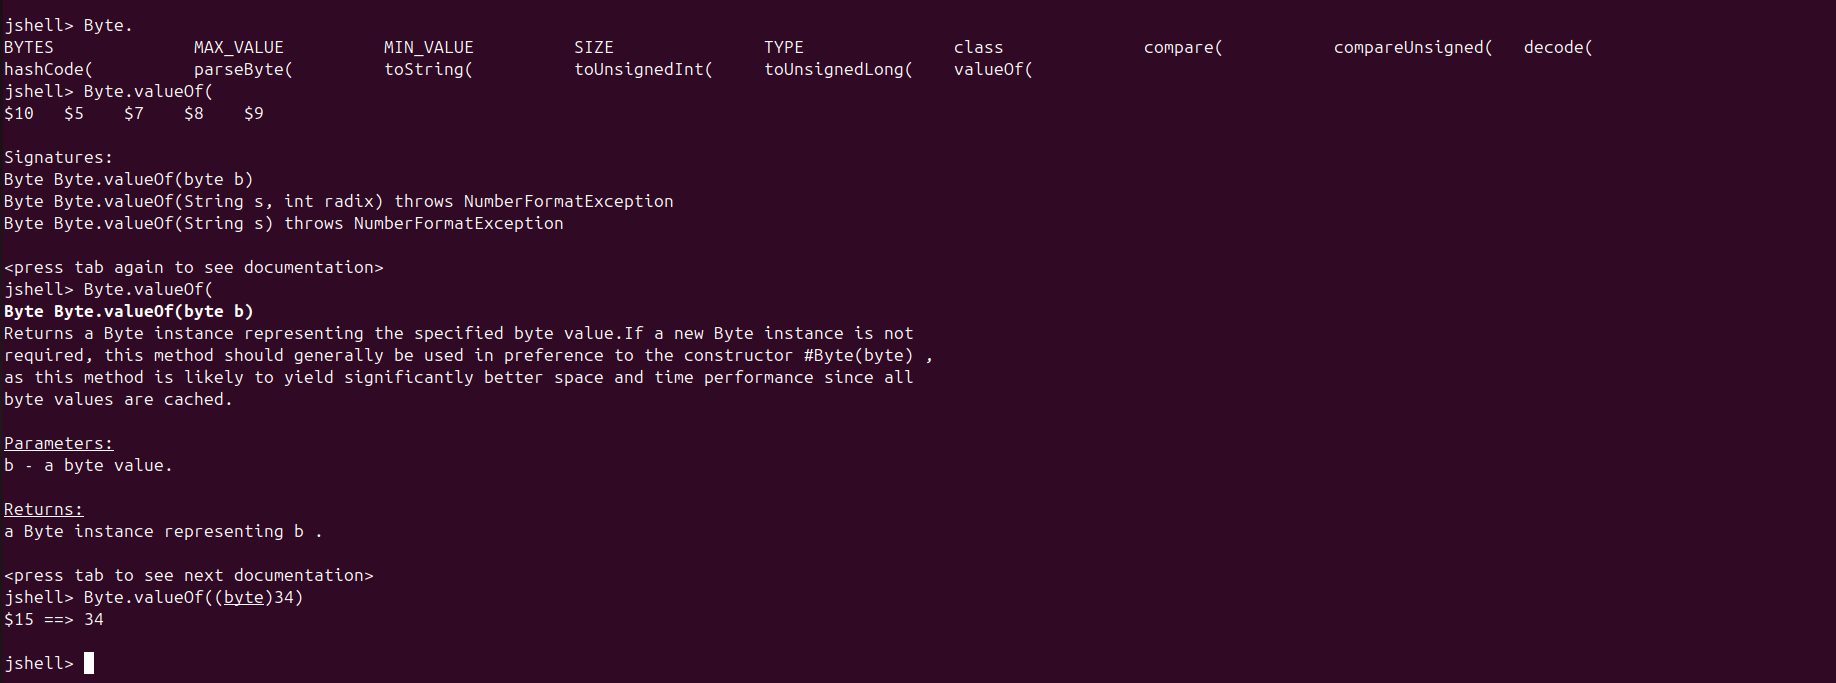 jshell> Byte.
BYTES MAX_VALUE MIN_VALUE SIZE TYPE class compare( compareUnsigned( decode(
hashCode( parseByte( toString( toUnsignedInt( toUnsignedLong( valueOf(
jshell> Byte.valueOf(
$10 $5 $7 $8 $9
Signatures:
Byte Byte.valueOf(byte b)
Byte Byte.valueOf(String s, int radix) throws NumberFormatException
Byte Byte.valueOf(String s) throws NumberFormatException
<press tab again to see documentation>
jshell> Byte.valueOf(
Byte Byte.valueOf(byte b)
Returns a Byte instance representing the specified byte value.If a new Byte instance is not
required, this method should generally be used in preference to the constructor #Byte(byte) ,
as this method is likely to yield significantly better space and time performance since all
byte values are cached.
Parameters:
b - a byte value.
Returns:
a Byte instance representing b .
<press tab to see next documentation>
jshell> Byte.valueOf((byte)34)
$15 ==> 34
jshell>